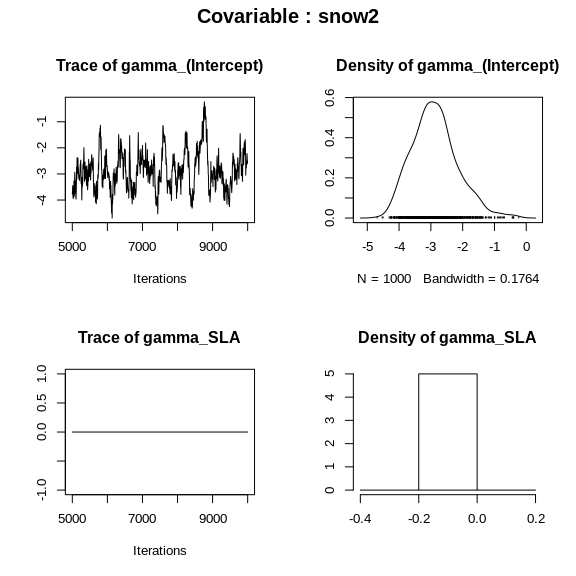 Covariable : snow2
Trace of gamma_(Intercept)
-1
-2
-3
-4
5000 7000 9000
Iterations
Density of gamma_(Intercept)
0.6
0.4
0.2
0.0
-5 -4 -3 -2 -1 0
N = 1000 Bandwidth = 0.1764
Trace of gamma_SLA
1.0
0.5
0.0
-1.0
5000 7000 9000
Iterations
Density of gamma_SLA
5
4
3
2
1
0
-0.4 -0.2 0.0 0.2